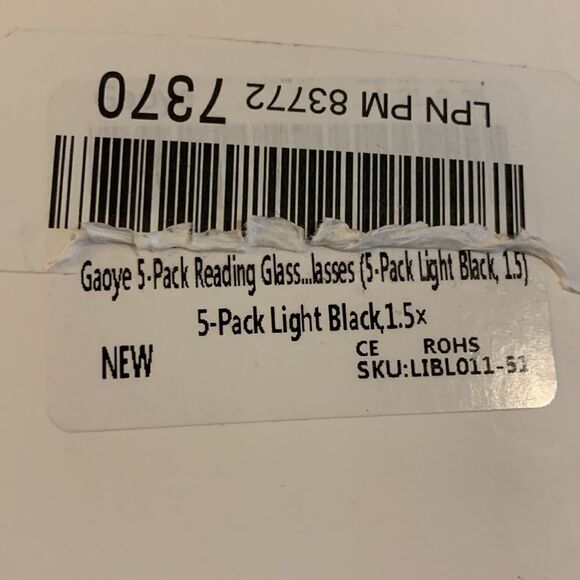 LPN PM 83772 7370
Gaoye 5-Pack Reading Glass...lasses (5-Pack Light Black, 1.5)
5-Pack Light Black,1.5x
NEW
CE ROHS
SKU:LIBL011-51